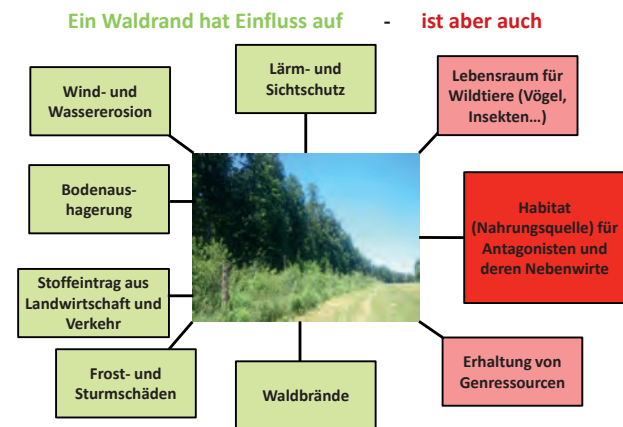 Ein Waldrand hat Einfluss auf - ist aber auch
Wind- und
Wassererosion
Lärm- und
Sichtschutz
Lebensraum für
Wildtiere (Vögel,
Insekten…)
Bodenaus-
hagerung
Habitat
(Nahrungsquelle) für
Antagonisten und
deren Nebenwirte
Stoffeintrag aus
Landwirtschaft und
Verkehr
Frost- und
Sturmschäden
Waldbrände
Erhaltung von
Genressourcen